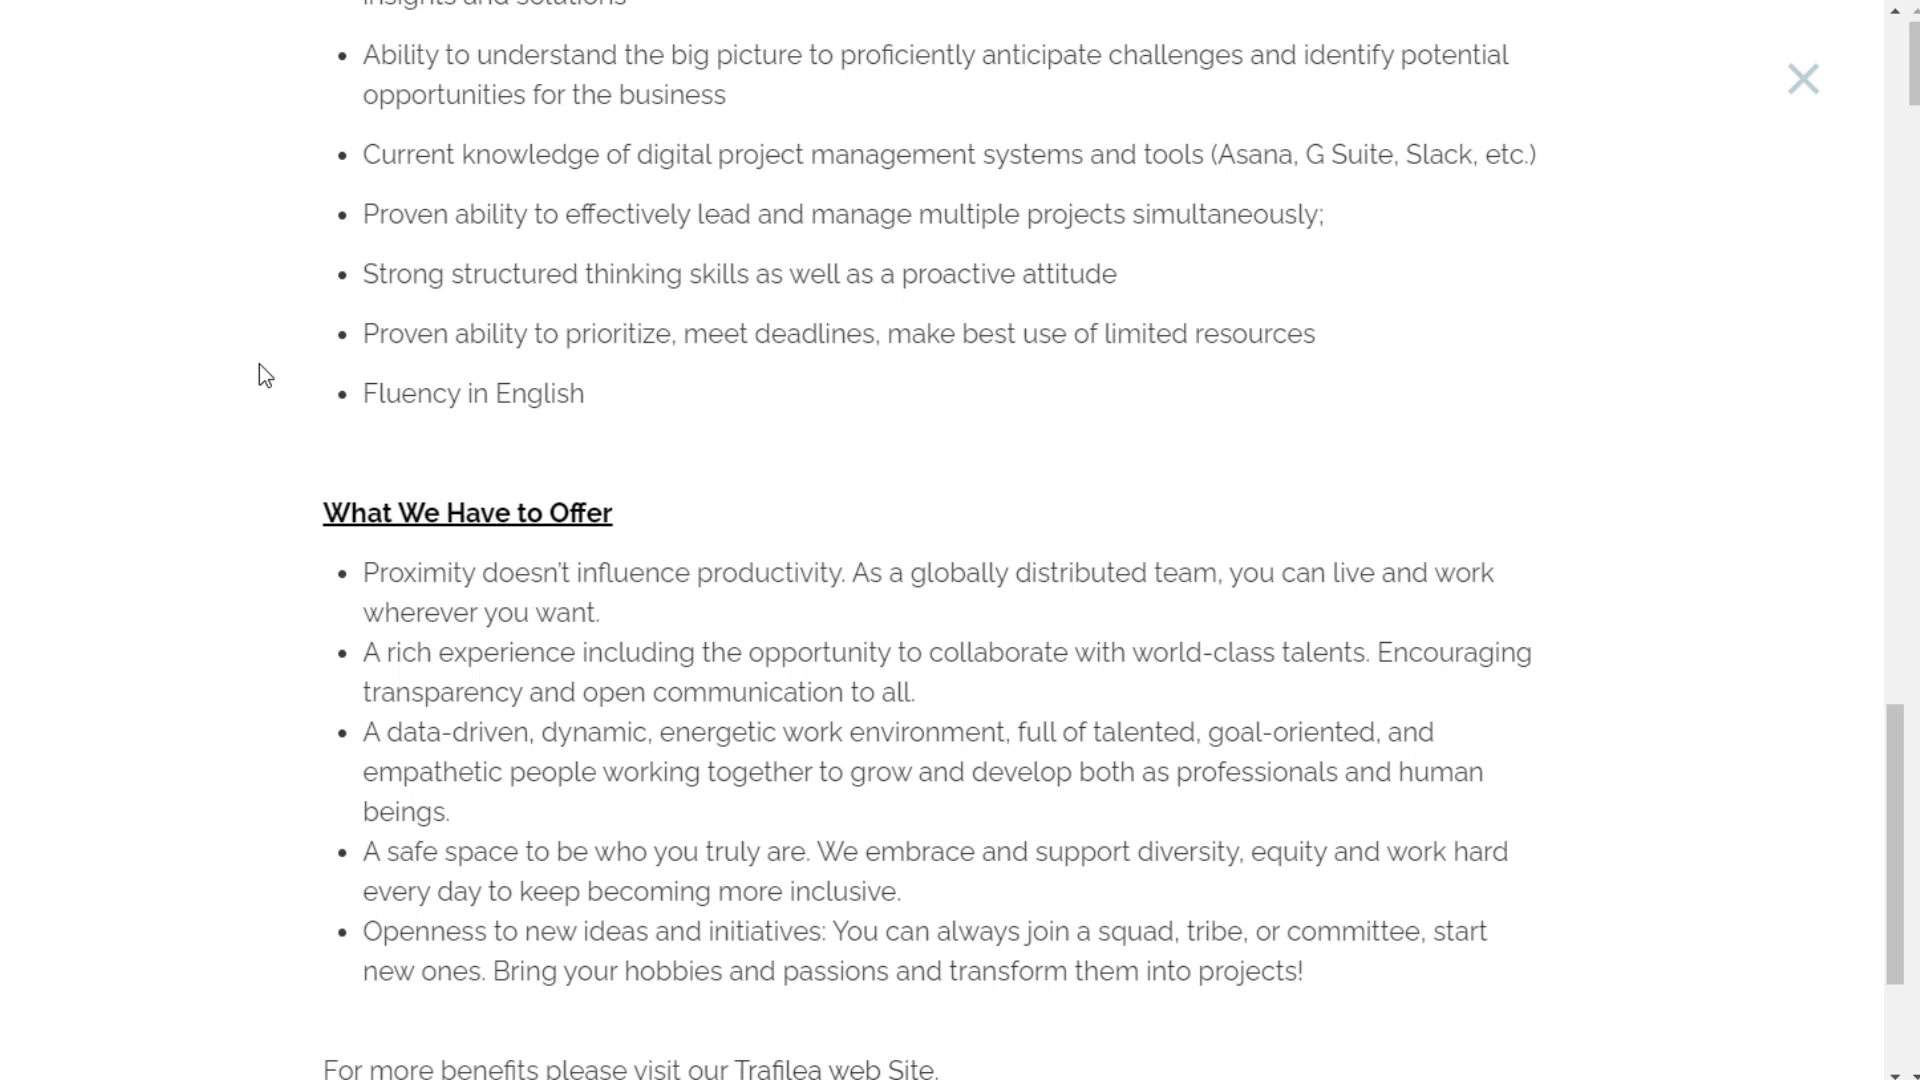 insights and solutions
Ability to understand the big picture to proficiently anticipate challenges and identify potential
opportunities for the business
Current knowledge of digital project management systems and tools (Asana, G Suite, Slack, etc.)
Proven ability to effectively lead and manage multiple projects simultaneously;
Strong structured thinking skills as well as a proactive attitude
Proven ability to prioritize, meet deadlines, make best use of limited resources
Fluency in English
What We Have to Offer
Proximity doesn't influence productivity. As a globally distributed team, you can live and work
wherever you want.
A rich experience including the opportunity to collaborate with world-class talents. Encouraging
transparency and open communication to all.
A data-driven, dynamic, energetic work environment, full of talented, goal-oriented, and
empathetic people working together to grow and develop both as professionals and human
beings.
A safe space to be who you truly are. We embrace and support diversity, equity and work hard
every day to keep becoming more inclusive.
Openness to new ideas and initiatives: You can always join a squad, tribe, or committee, start
new ones. Bring your hobbies and passions and transform them into projects!
For more benefits please visit our Trafilea web Site.